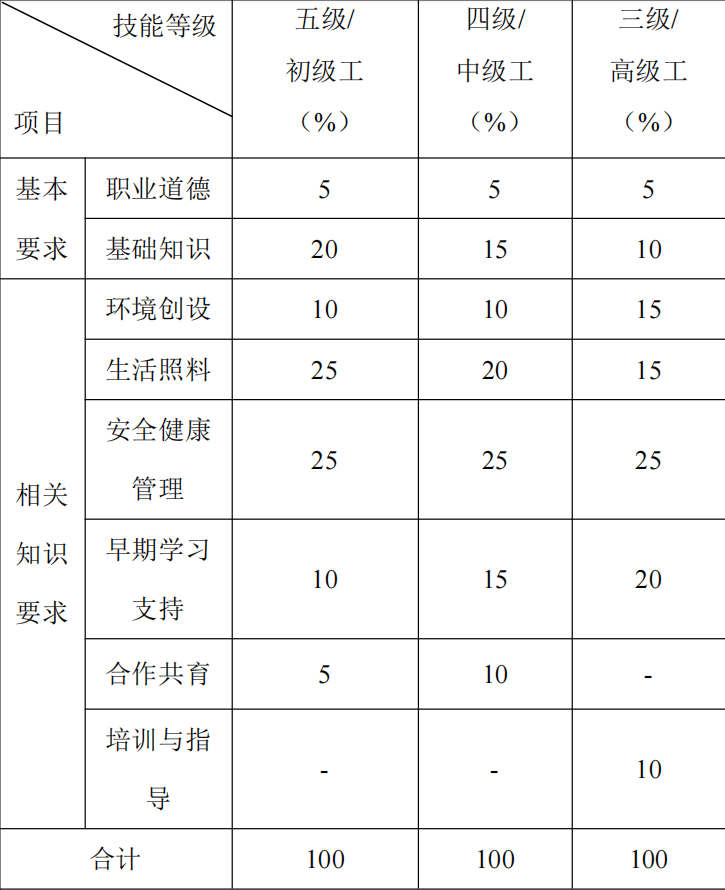 技能等级
项目
五级/
初级工
（%）
四级/
中级工
（%）
三级/
高级工
（%）
基本
要求
职业道德 5 5 5
基础知识 20 15 10
相关
知识
要求
环境创设 10 10 15
生活照料 25 20 15
安全健康
管理
25 25 25
早期学习
支持
10 15 20
合作共育 5 10 -
培训与指
导
- - 10
合计 100 100 100